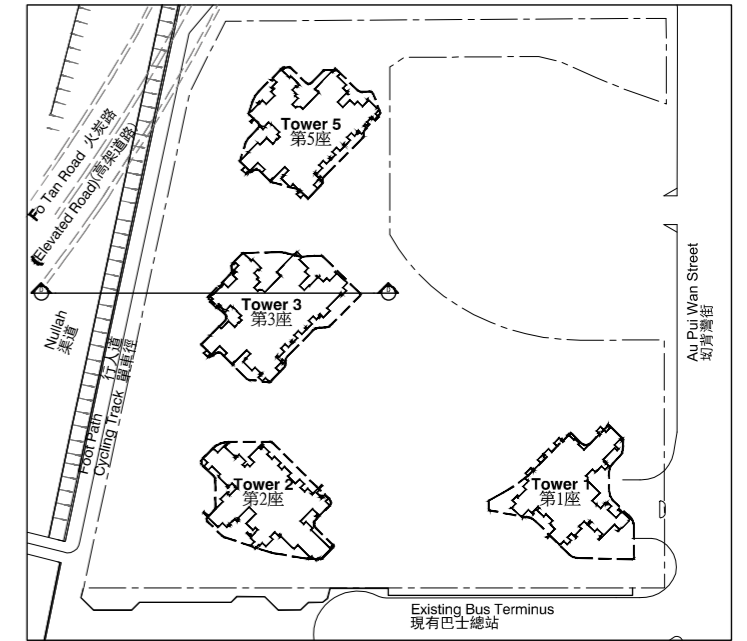 Tower 5
第5座
Fo Tan Road 火炭路
(Elevated Road)(高架道路)
Tower 3
第3座
Nullah
渠道
Foot Path 行人道
Cycling Track 單車徑
Au Pui Wan Street
坳背灣街
Tower 2
第2座
Tower 1
第1座
Existing Bus Terminus
現有巴士總站